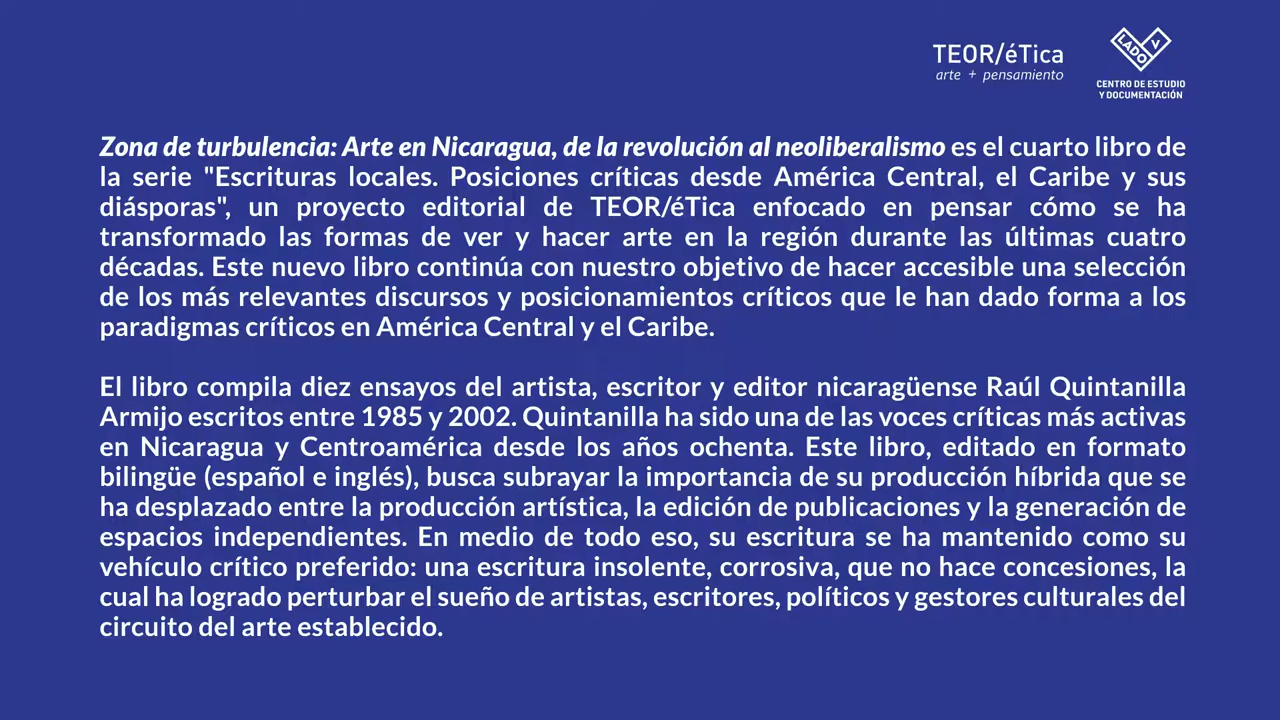 TEOR/éTica
arte + pensamiento
LADO V
CENTRO DE ESTUDIO
Y DOCUMENTACIÓN
Zona de turbulencia: Arte en Nicaragua, de la revolución al neoliberalismo es el cuarto libro de
la serie "Escrituras locales. Posiciones críticas desde América Central, el Caribe y sus
diásporas", un proyecto editorial de TEOR/éTica enfocado en pensar cómo se ha
transformado las formas de ver y hacer arte en la región durante las últimas cuatro
décadas. Este nuevo libro continúa con nuestro objetivo de hacer accesible una selección
de los más relevantes discursos y posicionamientos críticos que le han dado forma a los
paradigmas críticos en América Central y el Caribe.
El libro compila diez ensayos del artista, escritor y editor nicaragüense Raúl Quintanilla
Armijo escritos entre 1985 y 2002. Quintanilla ha sido una de las voces críticas más activas
en Nicaragua y Centroamérica desde los años ochenta. Este libro, editado en formato
bilingüe (español e inglés), busca subrayar la importancia de su producción híbrida que se
ha desplazado entre la producción artística, la edición de publicaciones y la generación de
espacios independientes. En medio de todo eso, su escritura se ha mantenido como su
vehículo crítico preferido: una escritura insolente, corrosiva, que no hace concesiones, la
cual ha logrado perturbar el sueño de artistas, escritores, políticos y gestores culturales del
circuito del arte establecido.